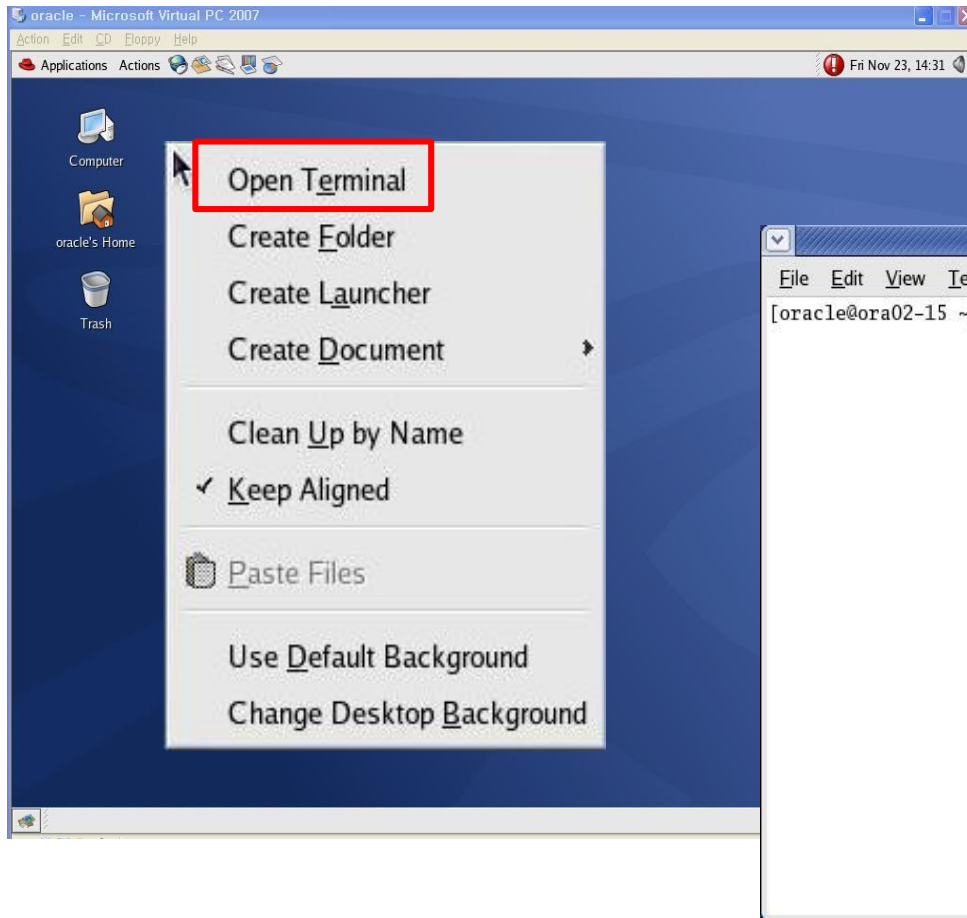 oracle - Microsoft Virtual PC 2007
Action Edit CD Floppy Help
Applications Actions
Fri Nov 23, 14:31
Computer
oracle's Home
Trash
Open Terminal
Create Folder
Create Launcher
Create Document
Clean Up by Name
Keep Aligned
Paste Files
Use Default Background
Change Desktop Background
File Edit View Te
[oracle@ora02-15 ~